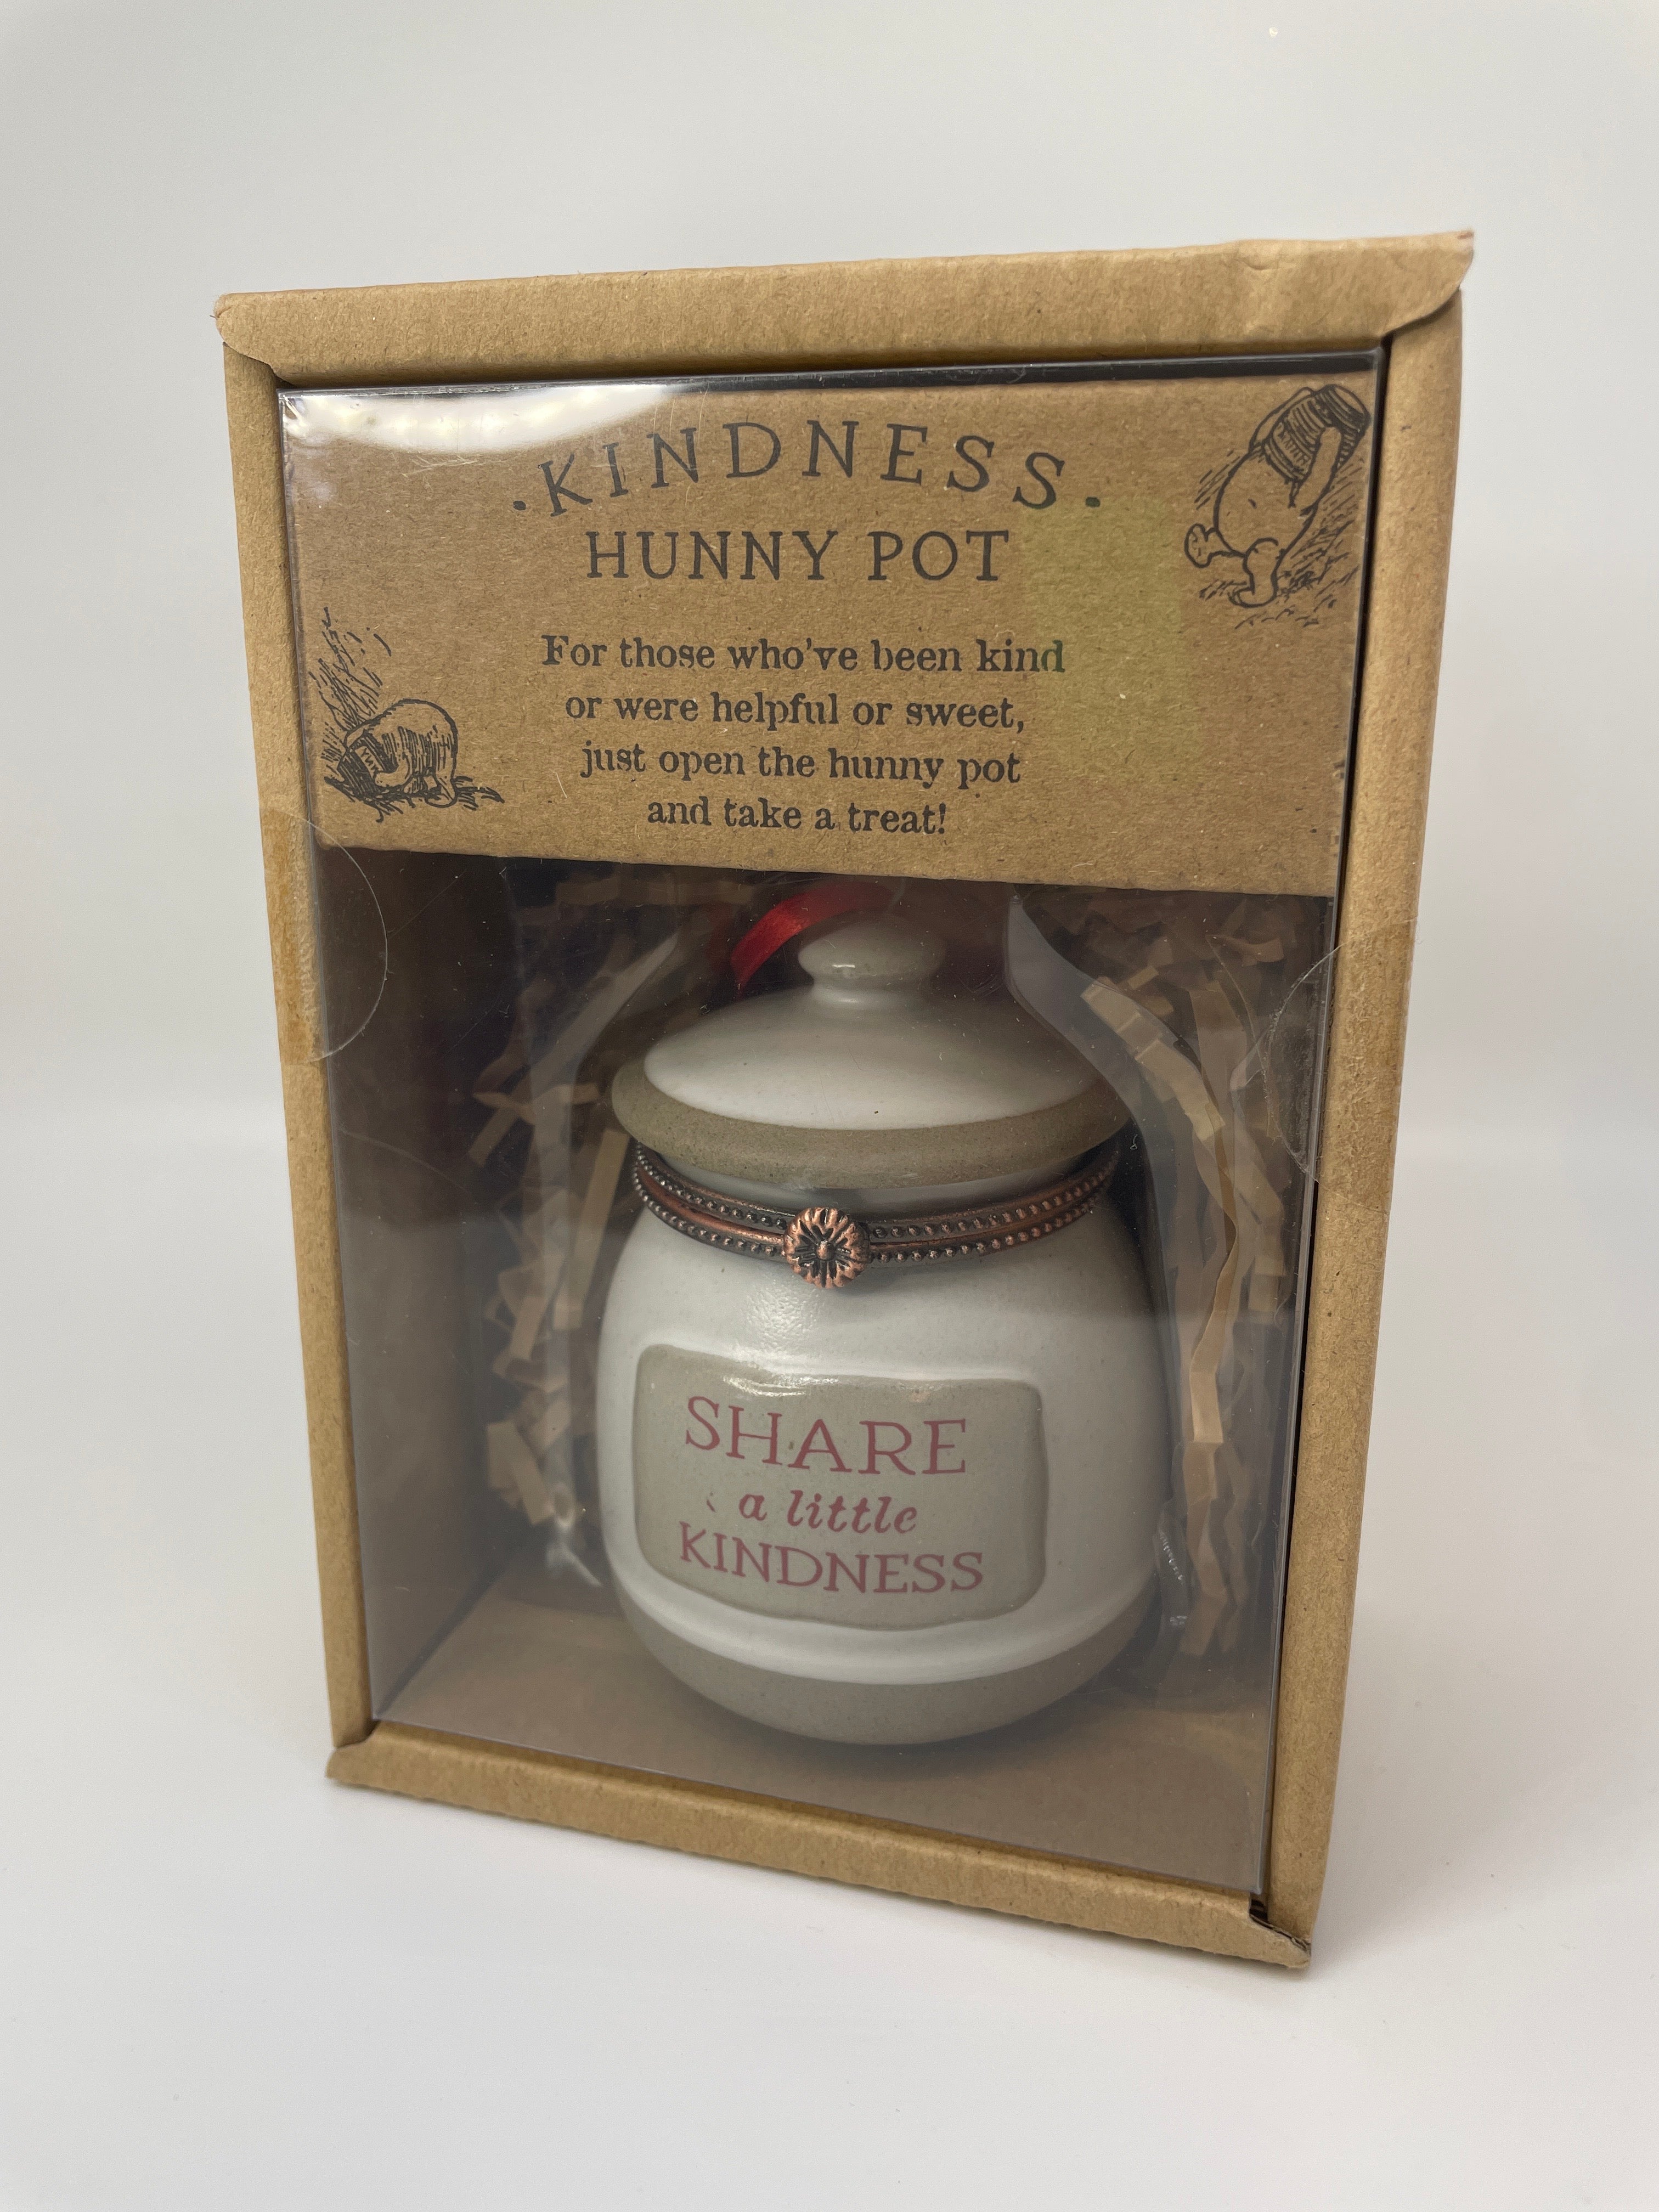 ·KINDNESS·
HUNNY POT
For those who've been kind
or were helpful or sweet,
just open the hunny pot
and take a treat!
SHARE
a little
KINDNESS